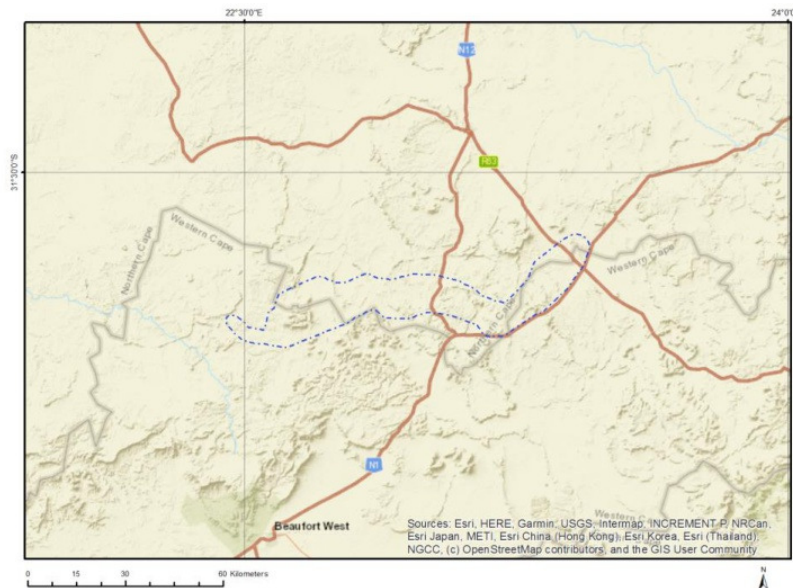 22°30'0"E
24°0'0
31°30'0"S
N12
R63
Northern Cape
Western Cape
Western Cape
Northern Cape
N1
Beaufort West
Western Cape
Sources: Esri, HERE, Garmin, USGS, Intermap, INCREMENT P, NRCan,
Esri Japan, METI, Esri China (Hong Kong), Esri Korea, Esri (Thailand),
NGCC, (c) OpenStreetMap contributors, and the GIS User Community
0 15 30 60 Kilometers
N